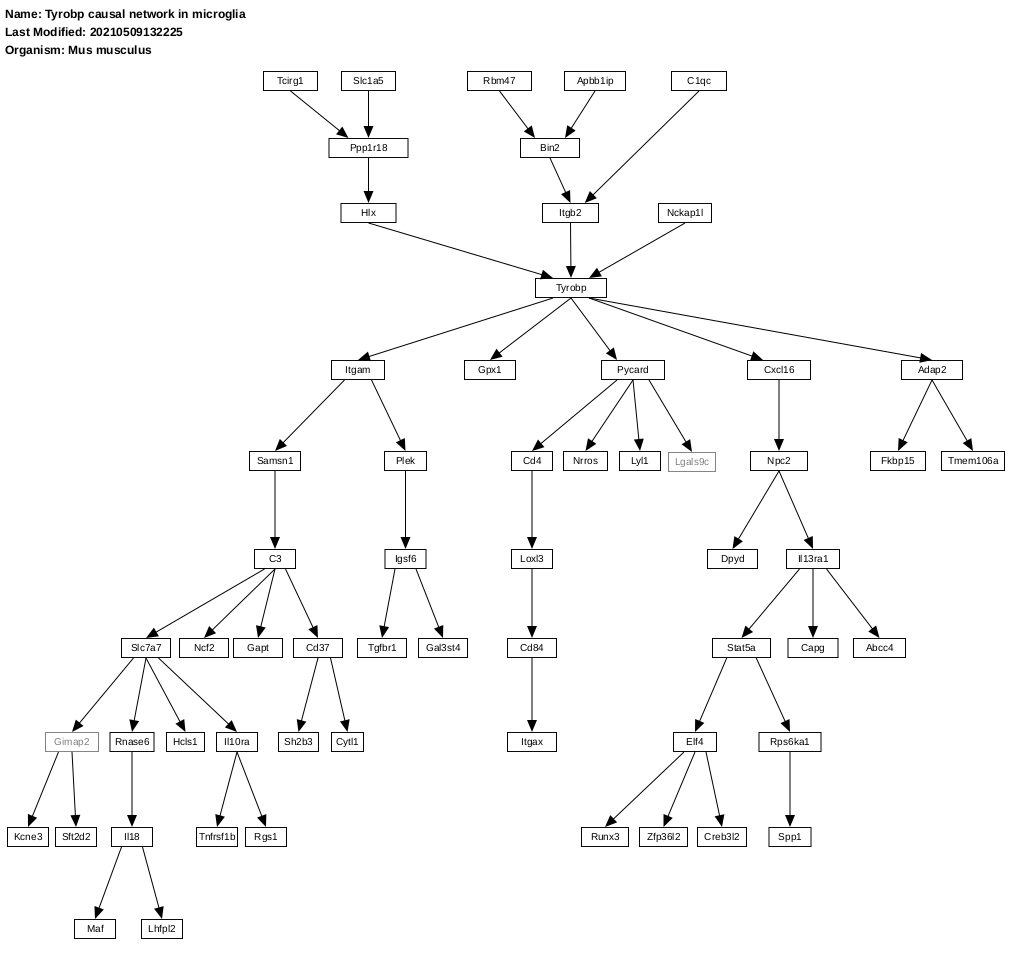 Name: Tyrobp causal network in microglia
Last Modified: 20210509132225
Organism: Mus musculus
Tcirg1 Slc1a5 Rbm47 Apbb1ip C1qc
Ppp1r18 Bin2
Hlx Itgb2 Nckap1l
Tyrobp
Itgam Gpx1 Pycard Cxcl16 Adap2
Samsn1 Plek Cd4 Nrros Lyl1 Lgals9c Npc2 Fkbp15 Tmem106a
C3 Igsf6 Loxl3 Dpyd Il13ra1
Slc7a7 Ncf2 Gapt Cd37 Tgfbr1 Gal3st4 Cd84 Stat5a Capg Abcc4
Gimap2 Rnase6 Hcls1 Il10ra Sh2b3 Cytl1 Itgax Elf4 Rps6ka1
Kcne3 Sft2d2 Il18 Tnfrsf1b Rgs1 Runx3 Zfp36l2 Creb3l2 Spp1
Maf Lhfpl2